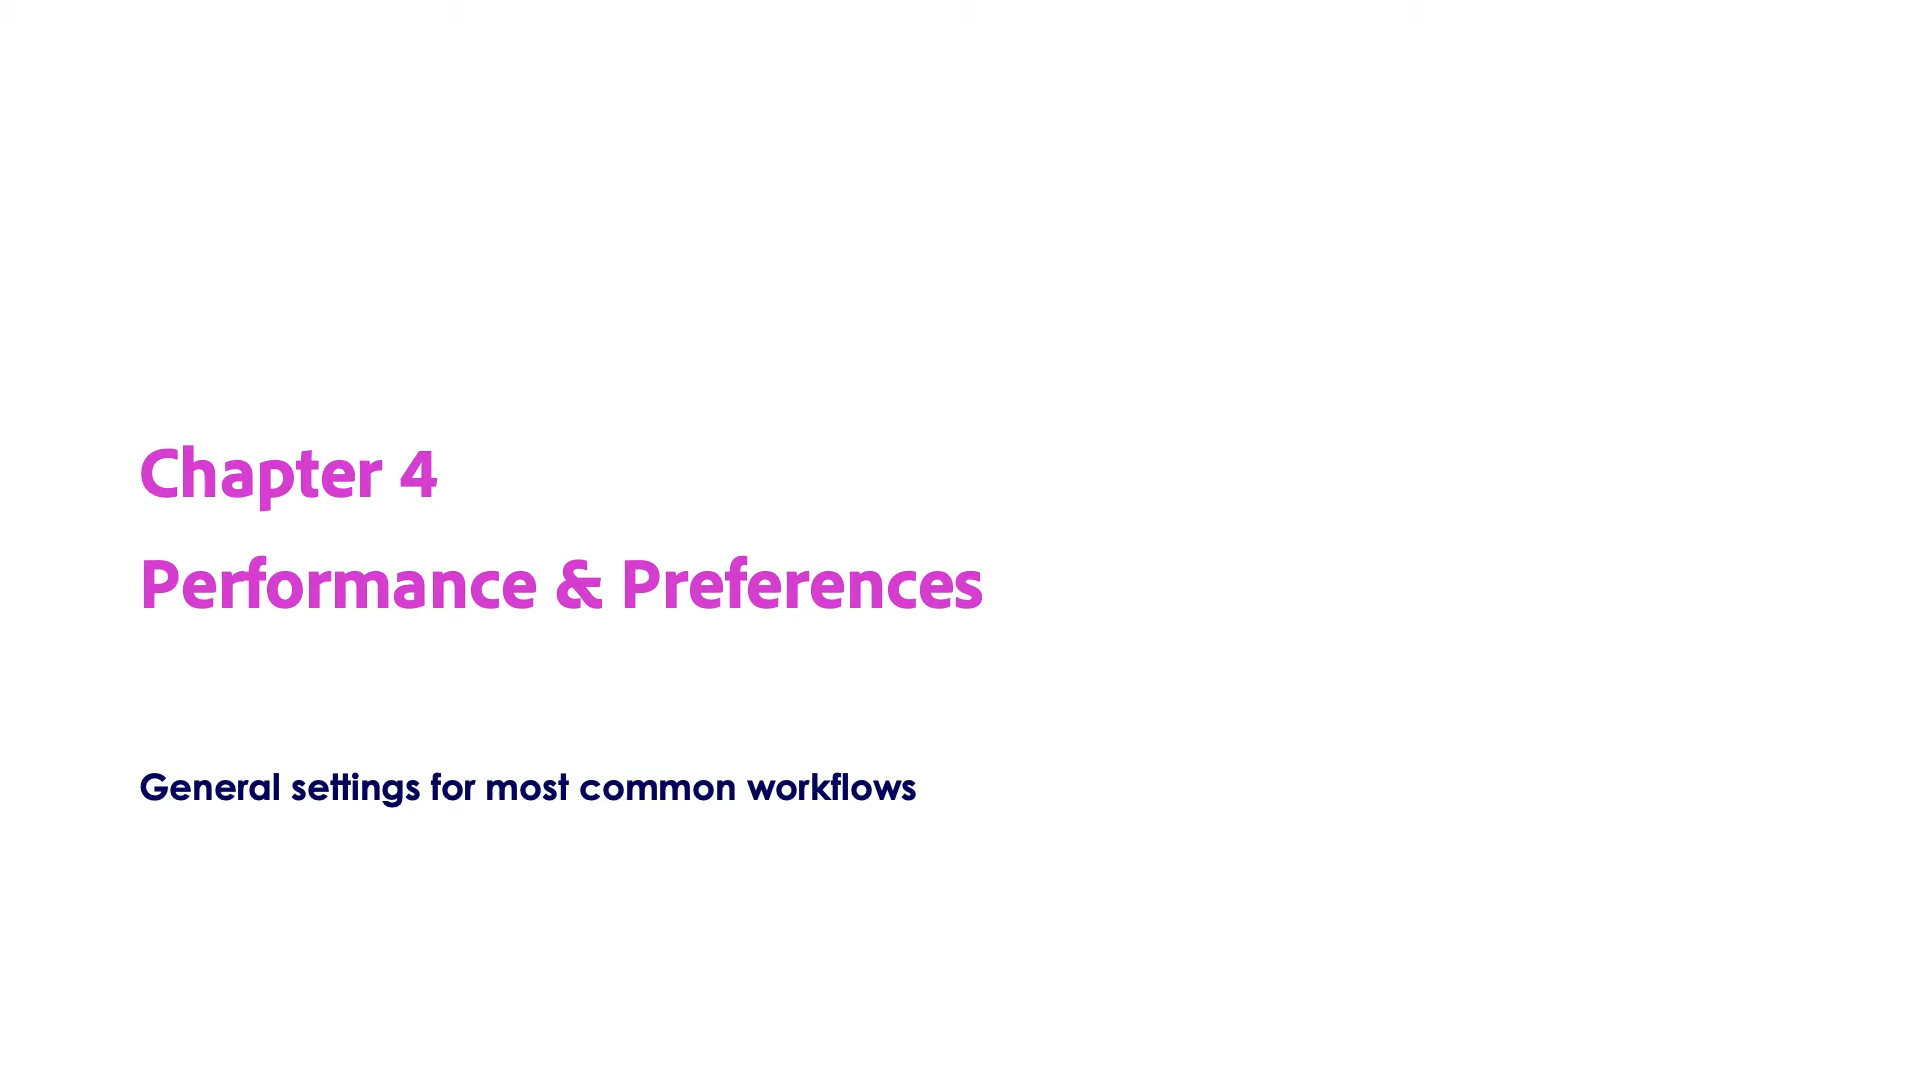 Chapter 4
Performance & Preferences
General settings for most common workflows